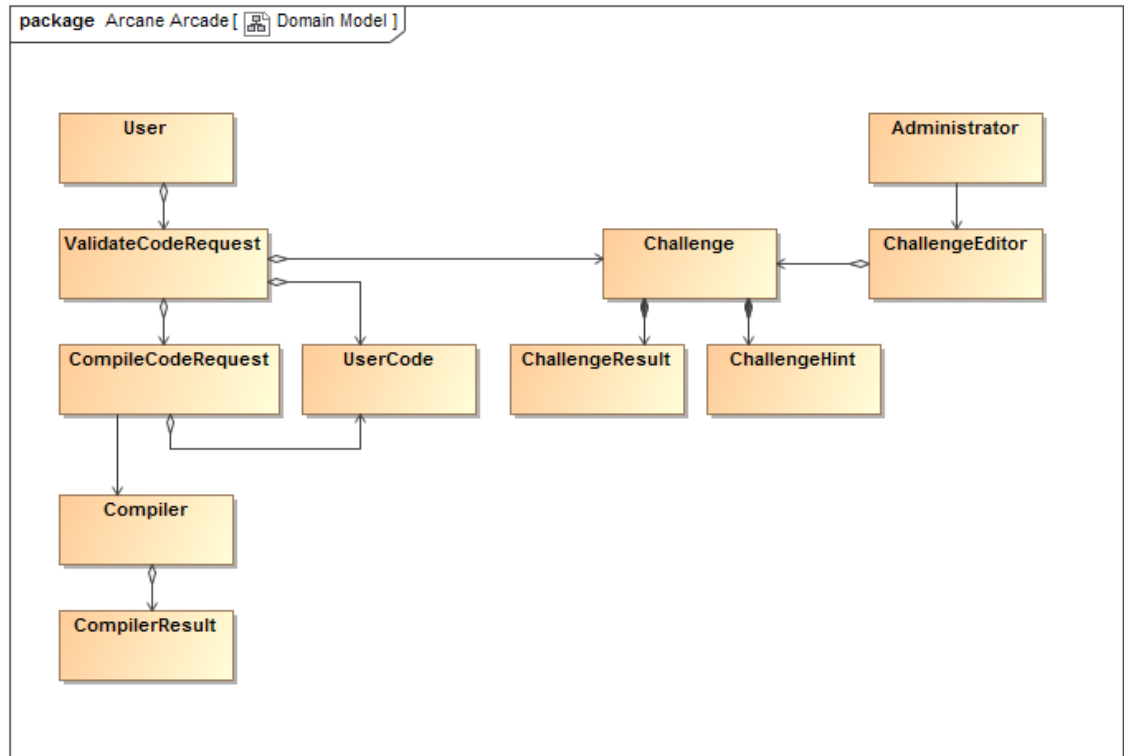 package Arcane Arcade [ Domain Model ]
User
Administrator
ValidateCodeRequest
Challenge
ChallengeEditor
CompileCodeRequest
UserCode
ChallengeResult
ChallengeHint
Compiler
CompilerResult